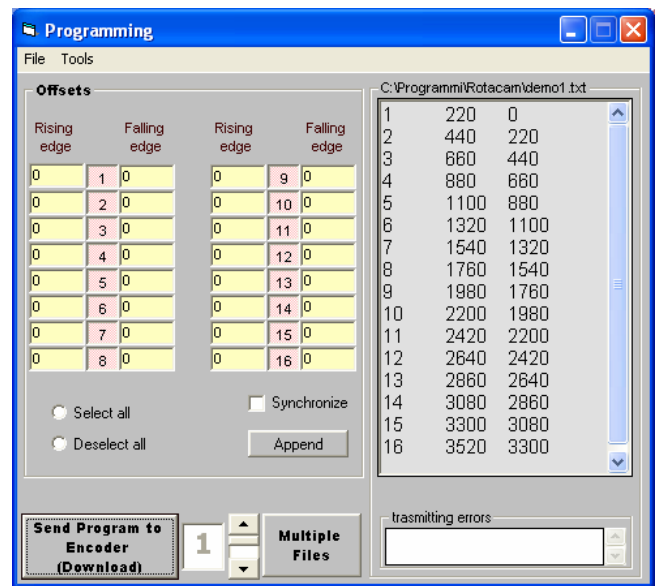 Programming
File Tools
Offsets
Rising edge Falling edge Rising edge Falling edge
0 1 0 0 9 0
0 2 0 0 10 0
0 3 0 0 11 0
0 4 0 0 12 0
0 5 0 0 13 0
0 6 0 0 14 0
0 7 0 0 15 0
0 8 0 0 16 0
Select all
Deselect all
Synchronize
Append
Send Program to
Encoder
(Download)
1
Multiple
Files
C:\Programmi\Rotacam\demo1.txt
1 220 0
2 440 220
3 660 440
4 880 660
5 1100 880
6 1320 1100
7 1540 1320
8 1760 1540
9 1980 1760
10 2200 1980
11 2420 2200
12 2640 2420
13 2860 2640
14 3080 2860
15 3300 3080
16 3520 3300
trasmitting errors